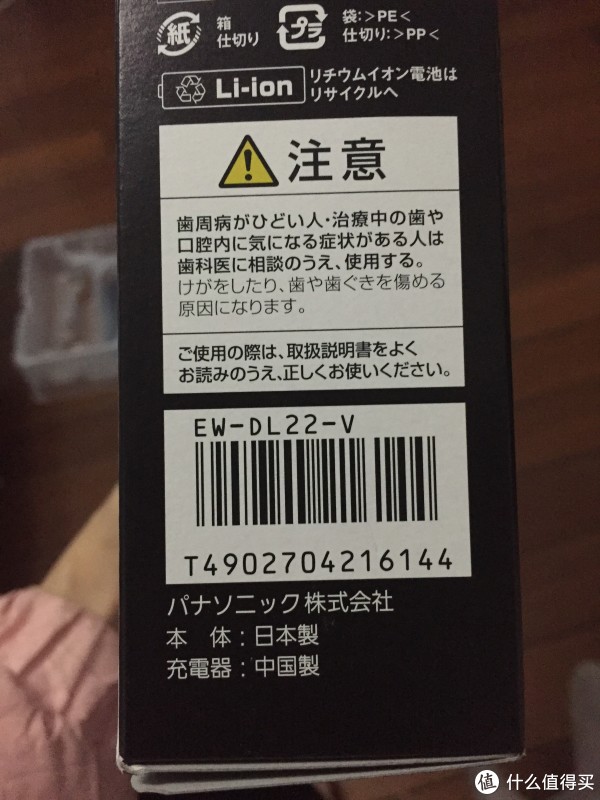 紙 箱
仕切り
プラ 袋:>PE<
仕切り:>PP<
Li-ion リチウムイオン電池は
リサイクルへ
注意
歯周病がひどい人・治療中の歯や
口腔内に気になる症状がある人は
歯科医に相談のうえ、使用する。
けがをしたり、歯や歯ぐきを傷める
原因になります。
ご使用の際は、取扱説明書をよく
お読みのうえ、正しくお使いください。
EW-DL22-V
T4902704216144
パナソニック株式会社
本 体:日本製
充電器:中国製
值 什么值得买